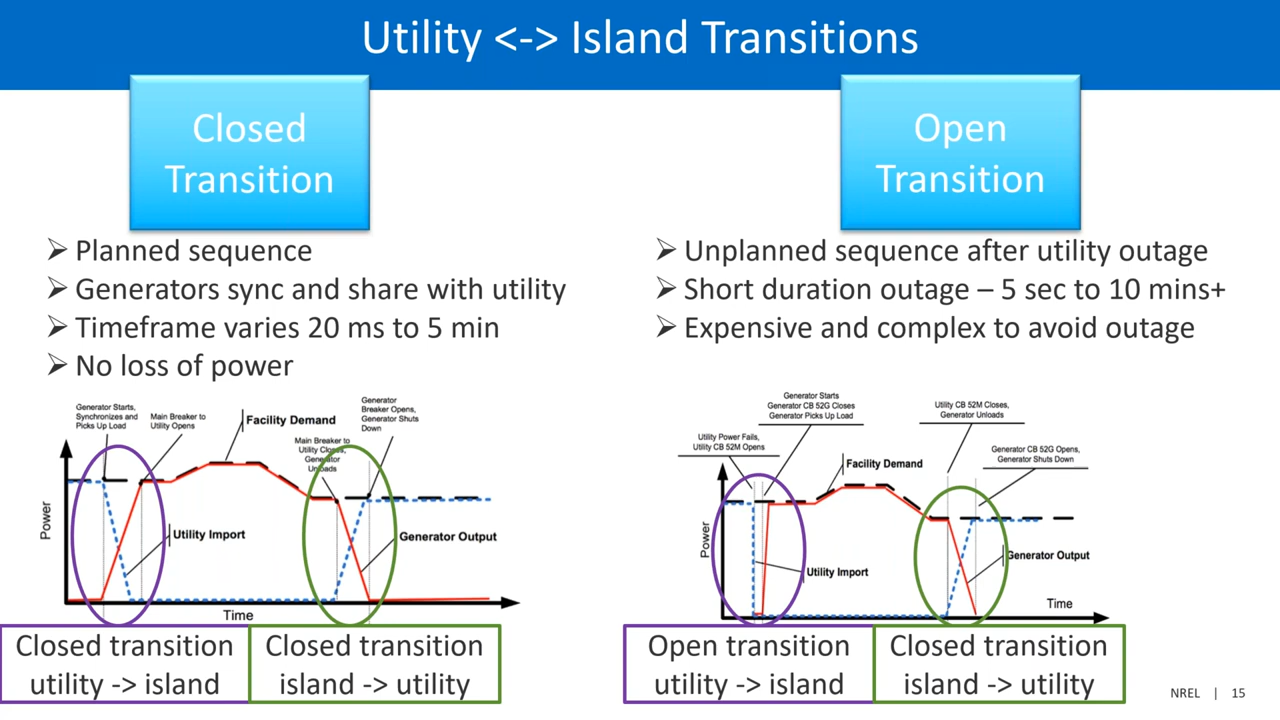 Utility <-> Island Transitions
Closed
Transition
Planned sequence
Generators sync and share with utility
Timeframe varies 20 ms to 5 min
No loss of power
Generator Starts,
Synchronizes and
Picks Up Load
Main Breaker to
Utility Opens
Facility Demand
Main Breaker to
Utility Closes,
Generator
Unloads
Generator
Breaker Opens,
Generator Shuts
Down
Power
Utility Import
Generator Output
Time
Closed transition
utility -> island
Closed transition
island -> utility
Open
Transition
Unplanned sequence after utility outage
Short duration outage – 5 sec to 10 mins+
Expensive and complex to avoid outage
Utility Power Fails,
Utility CB 52M Opens
Generator Starts
Generator CB 52G Closes
Generator Picks Up Load
Facility Demand
Utility CB 52M Closes,
Generator Unloads
Generator CB 52G Opens,
Generator Shuts Down
Power
Utility Import
Generator Output
Time
Open transition
utility -> island
Closed transition
island -> utility
NREL | 15